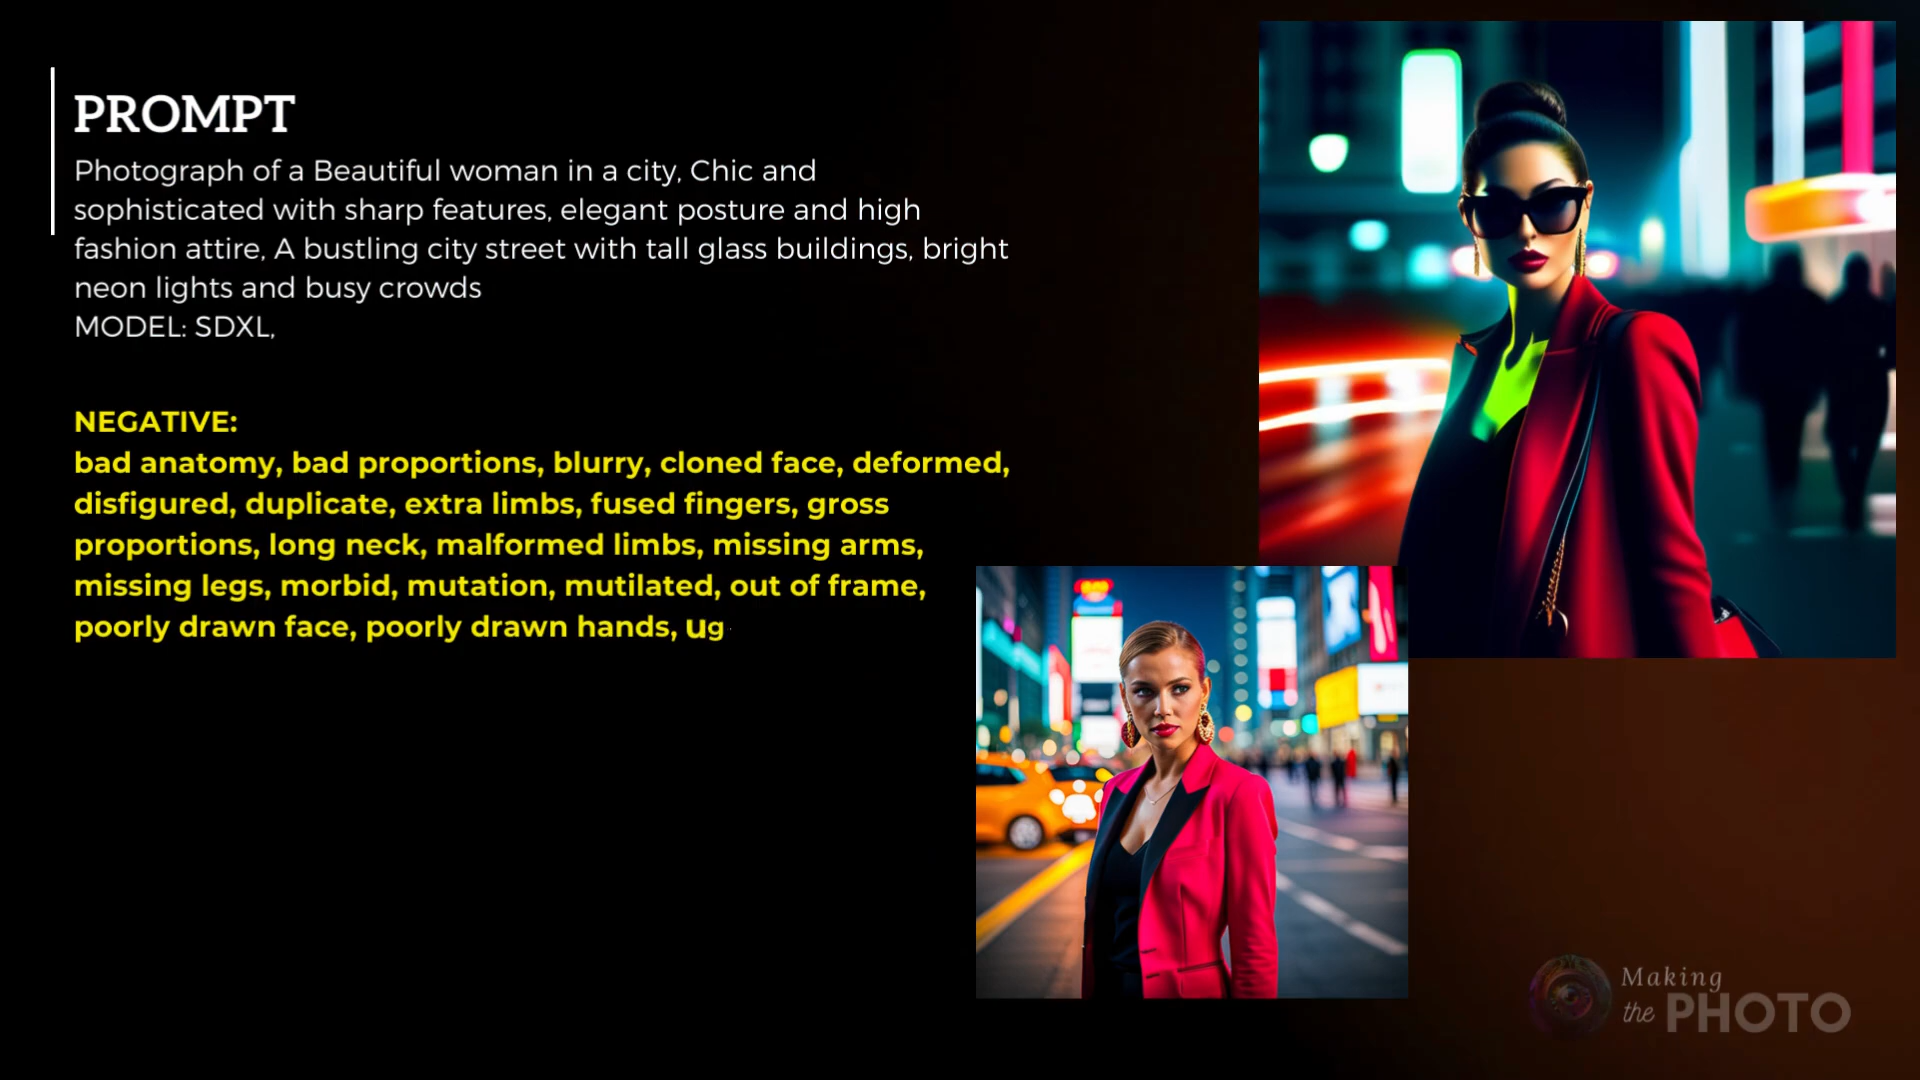 PROMPT
Photograph of a Beautiful woman in a city, Chic and
sophisticated with sharp features, elegant posture and high
fashion attire, A bustling city street with tall glass buildings, bright
neon lights and busy crowds
MODEL: SDXL,
NEGATIVE:
bad anatomy, bad proportions, blurry, cloned face, deformed,
disfigured, duplicate, extra limbs, fused fingers, gross
proportions, long neck, malformed limbs, missing arms,
missing legs, morbid, mutation, mutilated, out of frame,
poorly drawn face, poorly drawn hands, ug
Making
the PHOTO